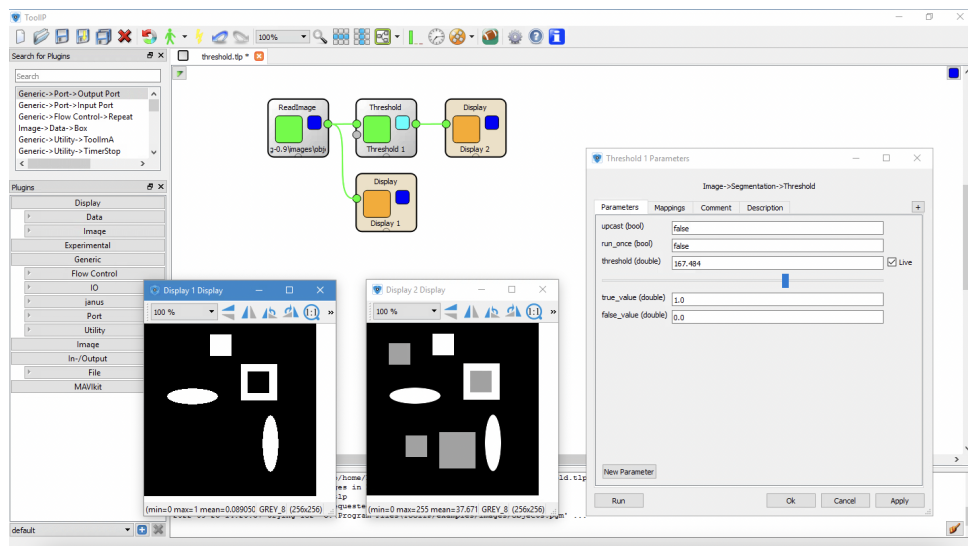 ToolIP
100%
Search for Plugins
threshold.tlp *
Search
Generic->Port->Output Port
Generic->Port->Input Port
Generic->Flow Control->Repeat
Image->Data->Box
Generic->Utility->ToolImA
Generic->Utility->TimerStop
Plugins
Display
Data
Image
Experimental
Generic
Flow Control
IO
janus
Port
Utility
Image
In-/Output
File
MAVIkit
default
ReadImage
Threshold
Display
Threshold 1
Display 2
Display
Display 1
Threshold 1 Parameters
Image->Segmentation->Threshold
Parameters Mappings Comment Description +
upcast (bool) false
run_once (bool) false
threshold (double) 167.484 Live
true_value (double) 1.0
false_value (double) 0.0
New Parameter
Run Ok Cancel Apply
Display 1 Display
100 % 1:1 »
(min=0 max=1 mean=0.089050 GREY_8 (256x256)
Display 2 Display
100 % 1:1 »
(min=0 max=255 mean=37.671 GREY_8 (256x256)